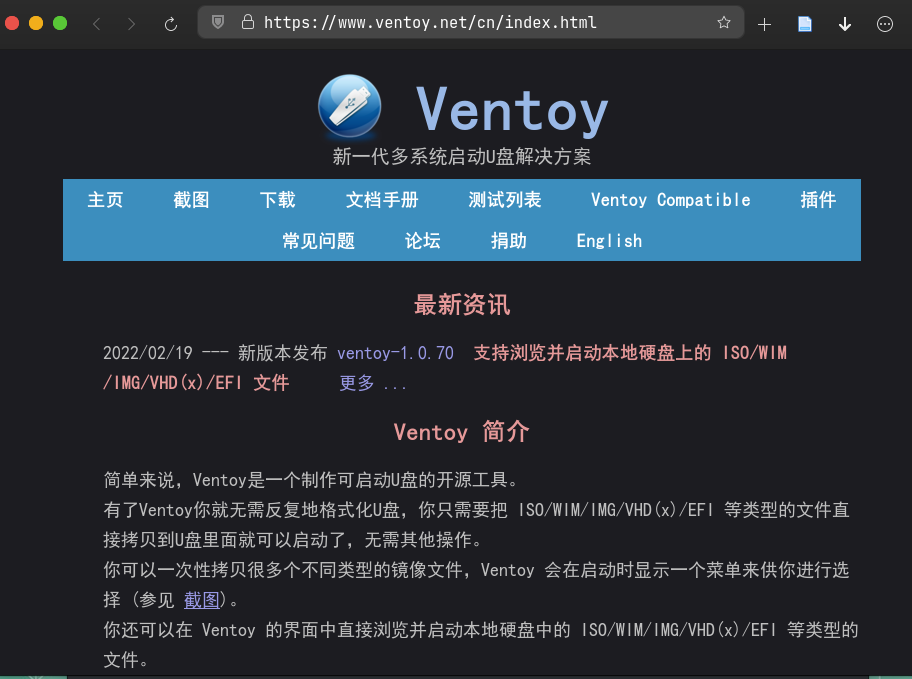 https://www.ventoy.net/cn/index.html
Ventoy
新一代多系统启动U盘解决方案
主页 截图 下载 文档手册 测试列表 Ventoy Compatible 插件
常见问题 论坛 捐助 English
最新资讯
2022/02/19 --- 新版本发布 ventoy-1.0.70 支持浏览并启动本地硬盘上的 ISO/WIM
/IMG/VHD(x)/EFI 文件 更多 ...
Ventoy 简介
简单来说，Ventoy是一个制作可启动U盘的开源工具。
有了Ventoy你就无需反复地格式化U盘，你只需要把 ISO/WIM/IMG/VHD(x)/EFI 等类型的文件直
接拷贝到U盘里面就可以启动了，无需其他操作。
你可以一次性拷贝很多个不同类型的镜像文件，Ventoy 会在启动时显示一个菜单来供你进行选
择 (参见 截图)。
你还可以在 Ventoy 的界面中直接浏览并启动本地硬盘中的 ISO/WIM/IMG/VHD(x)/EFI 等类型的
文件。